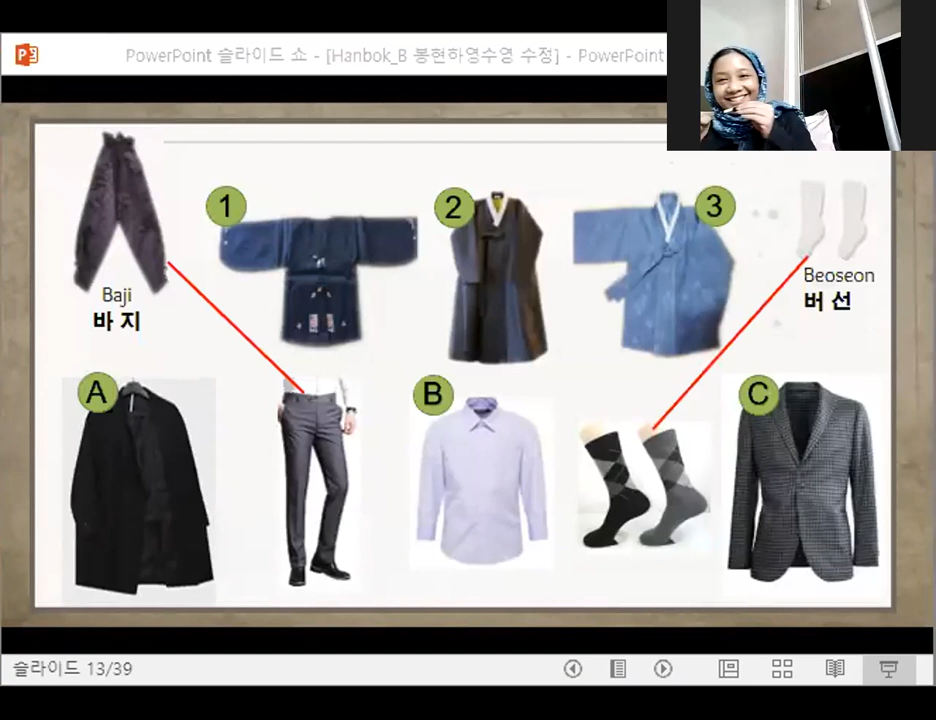 PowerPoint 슬라이드 쇼 - [Hanbok_B 봉현하영수영 수정] - PowerPoint
1
2
3
Baji
바 지
Beoseon
버 선
A
B
C
슬라이드 13/39